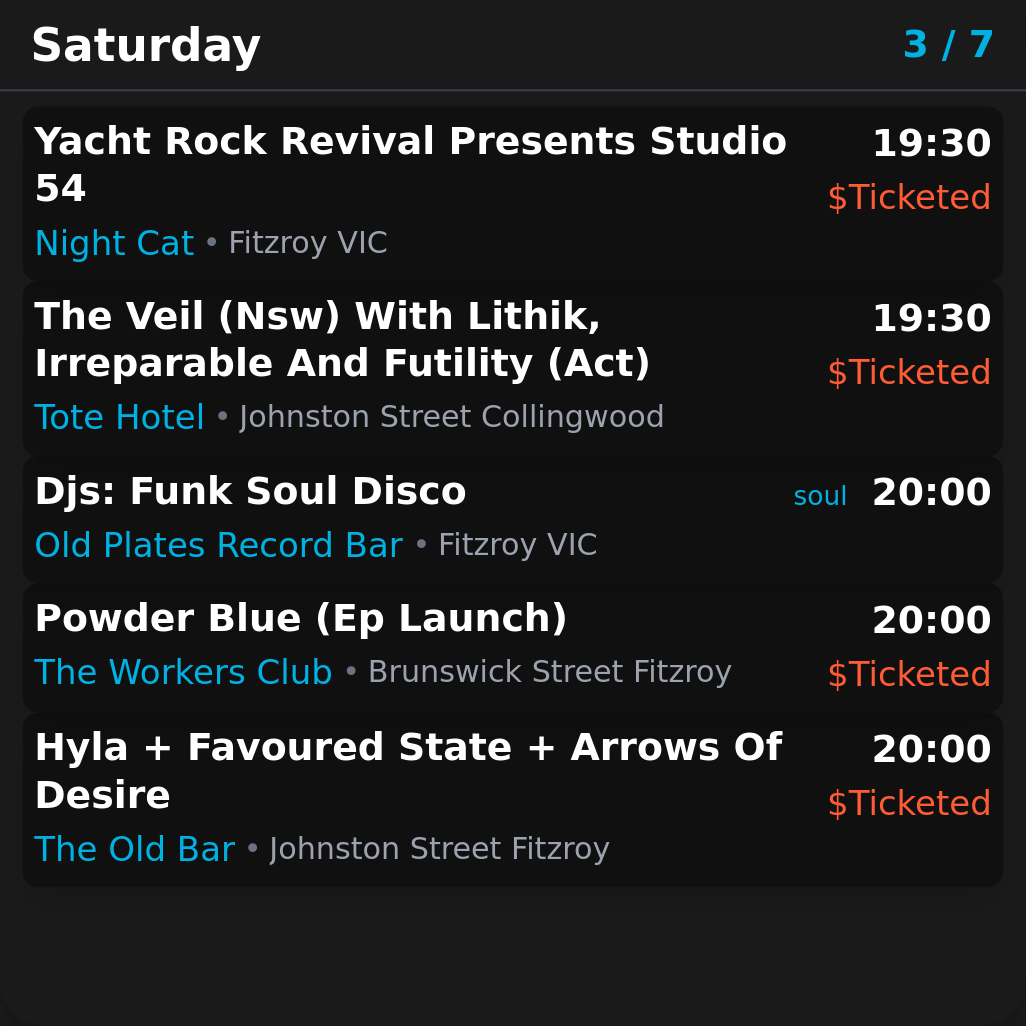 Saturday 3 / 7
Yacht Rock Revival Presents Studio 19:30
54 $Ticketed
Night Cat • Fitzroy VIC
The Veil (Nsw) With Lithik, 19:30
Irreparable And Futility (Act) $Ticketed
Tote Hotel • Johnston Street Collingwood
Djs: Funk Soul Disco soul 20:00
Old Plates Record Bar • Fitzroy VIC
Powder Blue (Ep Launch) 20:00
The Workers Club • Brunswick Street Fitzroy $Ticketed
Hyla + Favoured State + Arrows Of 20:00
Desire $Ticketed
The Old Bar • Johnston Street Fitzroy